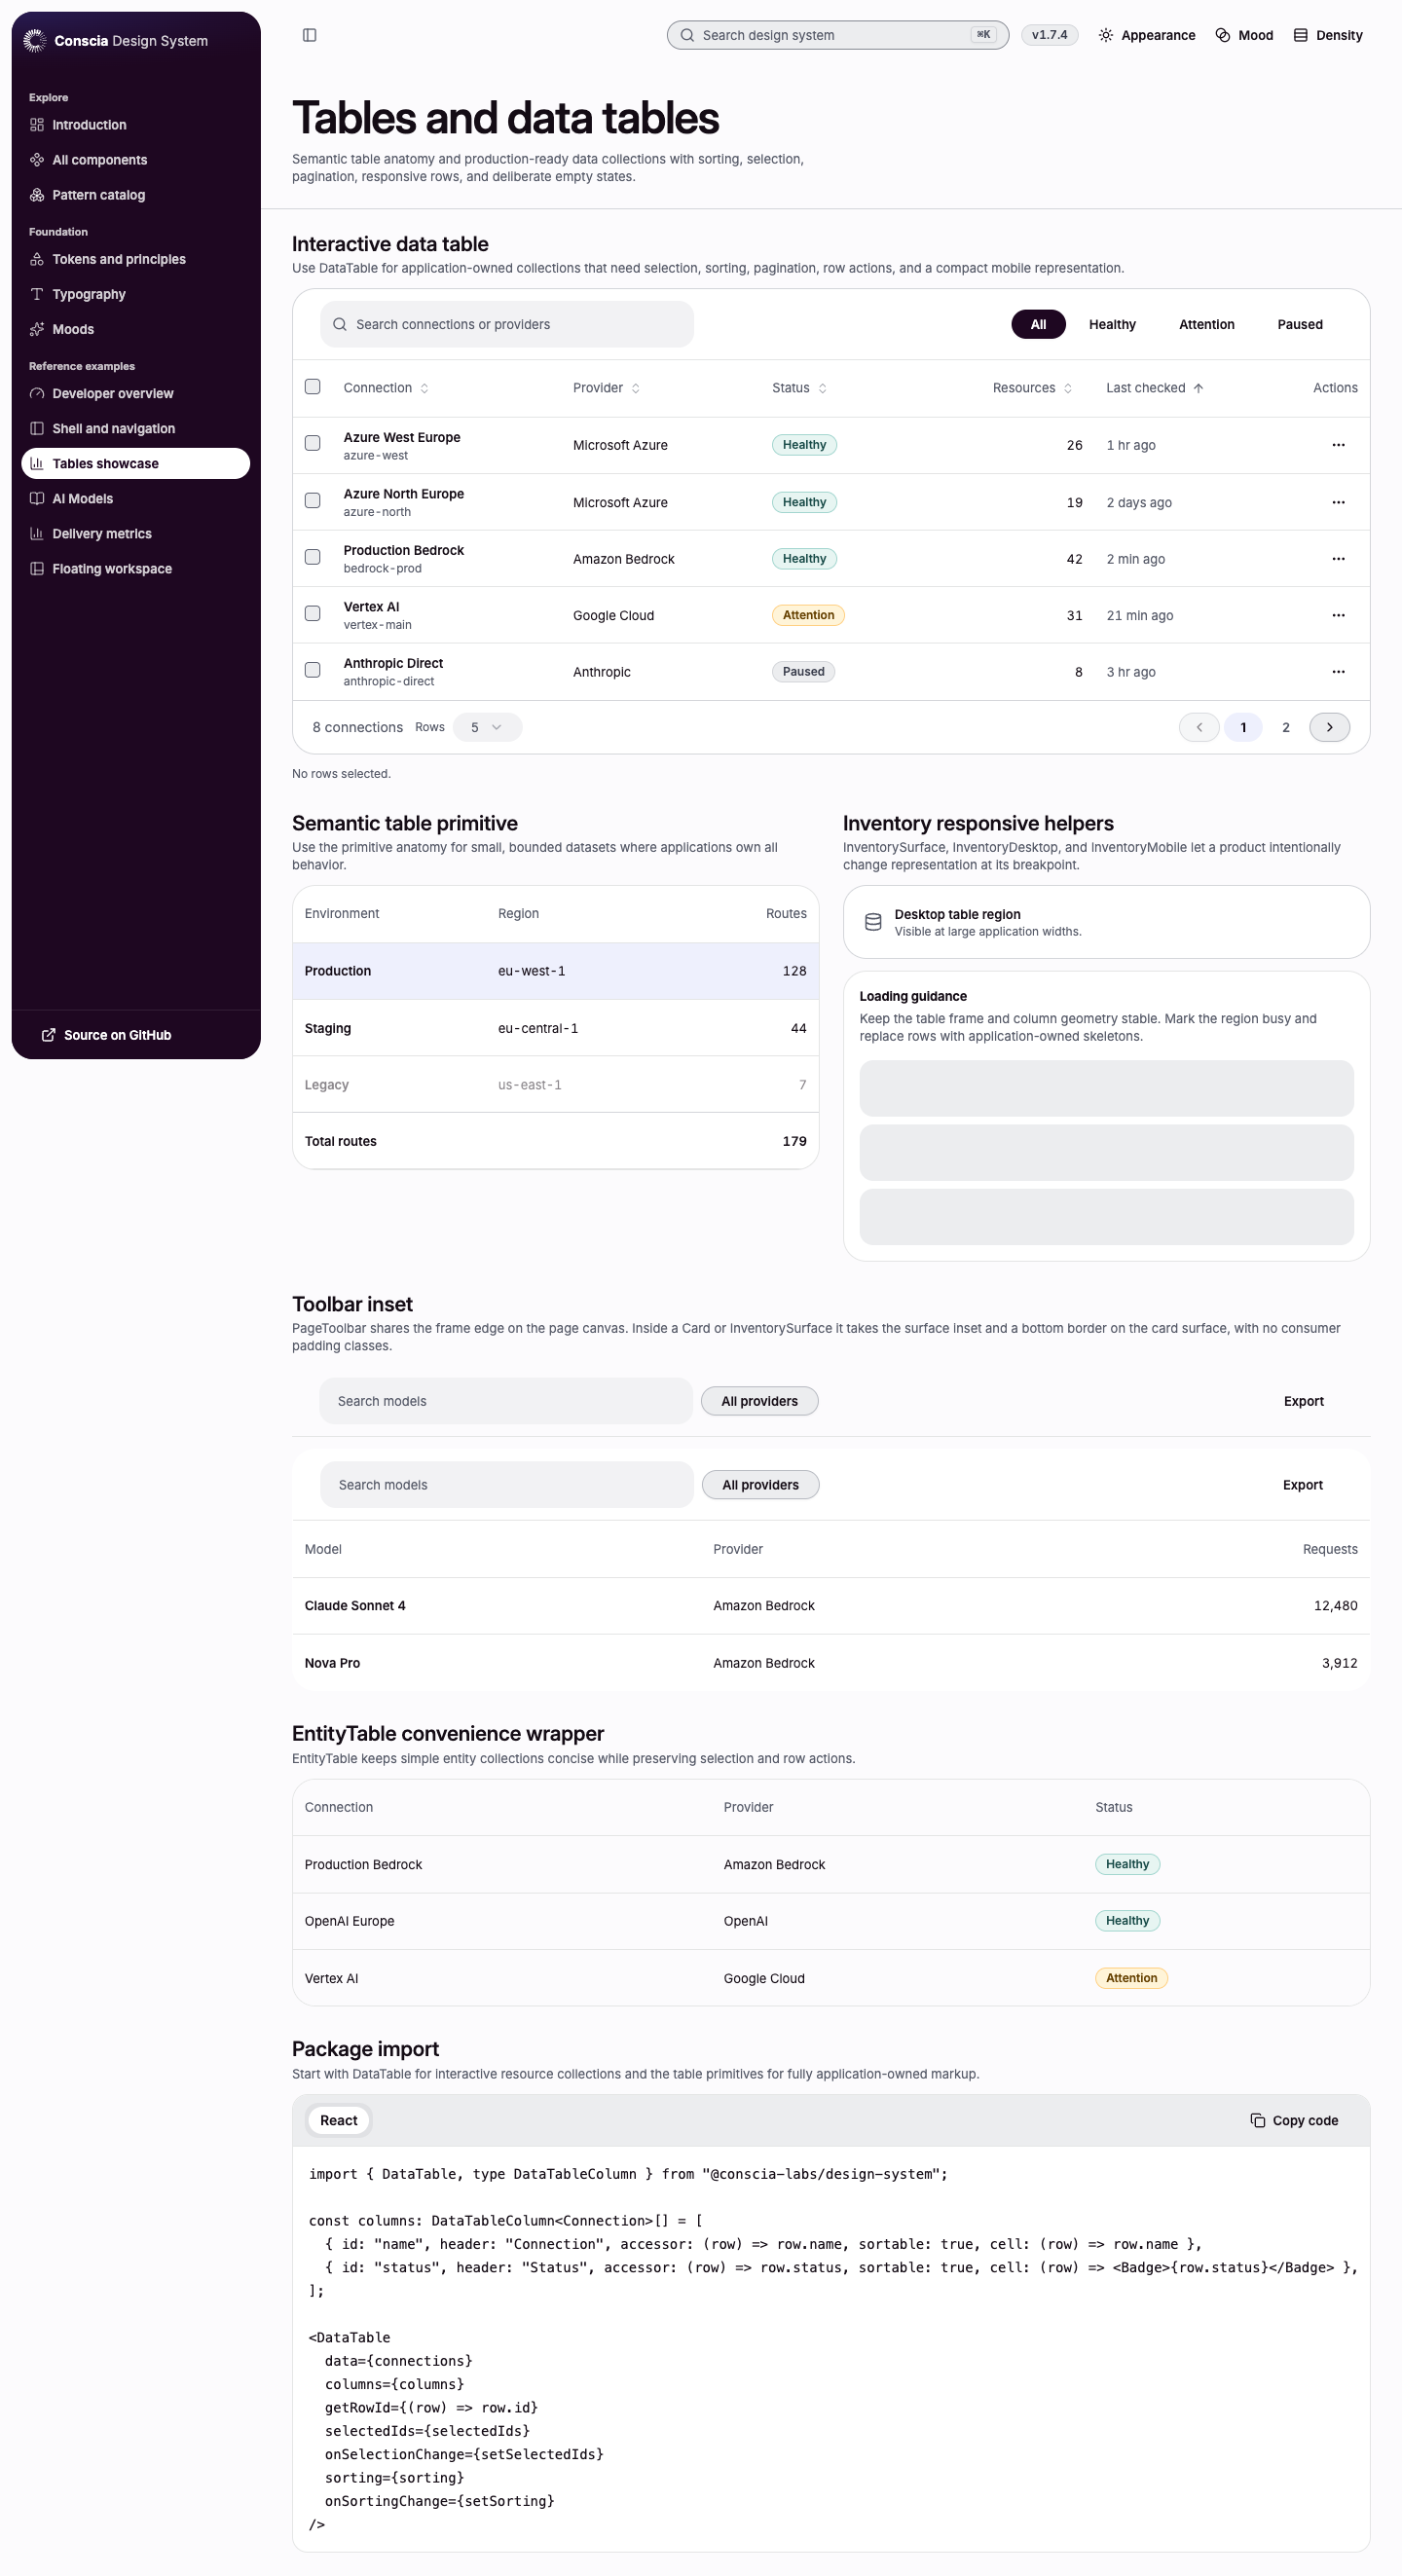 Conscia Design System
Explore
Introduction
All components
Pattern catalog
Foundation
Tokens and principles
Typography
Moods
Reference examples
Developer overview
Shell and navigation
Tables showcase
AI Models
Delivery metrics
Floating workspace
Source on GitHub
Search design system ⌘K v1.7.4 Appearance Mood Density
Tables and data tables
Semantic table anatomy and production-ready data collections with sorting, selection,
pagination, responsive rows, and deliberate empty states.
Interactive data table
Use DataTable for application-owned collections that need selection, sorting, pagination, row actions, and a compact mobile representation.
Search connections or providers All Healthy Attention Paused
Connection Provider Status Resources Last checked Actions
Azure West Europe
azure-west Microsoft Azure Healthy 26 1 hr ago
Azure North Europe
azure-north Microsoft Azure Healthy 19 2 days ago
Production Bedrock
bedrock-prod Amazon Bedrock Healthy 42 2 min ago
Vertex AI
vertex-main Google Cloud Attention 31 21 min ago
Anthropic Direct
anthropic-direct Anthropic Paused 8 3 hr ago
8 connections Rows 5 1 2
No rows selected.
Semantic table primitive
Use the primitive anatomy for small, bounded datasets where applications own all
behavior.
Environment Region Routes
Production eu-west-1 128
Staging eu-central-1 44
Legacy us-east-1 7
Total routes 179
Inventory responsive helpers
InventorySurface, InventoryDesktop, and InventoryMobile let a product intentionally
change representation at its breakpoint.
Desktop table region
Visible at large application widths.
Loading guidance
Keep the table frame and column geometry stable. Mark the region busy and
replace rows with application-owned skeletons.
Toolbar inset
PageToolbar shares the frame edge on the page canvas. Inside a Card or InventorySurface it takes the surface inset and a bottom border on the card surface, with no consumer
padding classes.
Search models All providers Export
Search models All providers Export
Model Provider Requests
Claude Sonnet 4 Amazon Bedrock 12,480
Nova Pro Amazon Bedrock 3,912
EntityTable convenience wrapper
EntityTable keeps simple entity collections concise while preserving selection and row actions.
Connection Provider Status
Production Bedrock Amazon Bedrock Healthy
OpenAI Europe OpenAI Healthy
Vertex AI Google Cloud Attention
Package import
Start with DataTable for interactive resource collections and the table primitives for fully application-owned markup.
React Copy code
import { DataTable, type DataTableColumn } from "@conscia-labs/design-system";
const columns: DataTableColumn<Connection>[] = [
{ id: "name", header: "Connection", accessor: (row) => row.name, sortable: true, cell: (row) => row.name },
{ id: "status", header: "Status", accessor: (row) => row.status, sortable: true, cell: (row) => <Badge>{row.status}</Badge> },
];
<DataTable
data={connections}
columns={columns}
getRowId={(row) => row.id}
selectedIds={selectedIds}
onSelectionChange={setSelectedIds}
sorting={sorting}
onSortingChange={setSorting}
/>